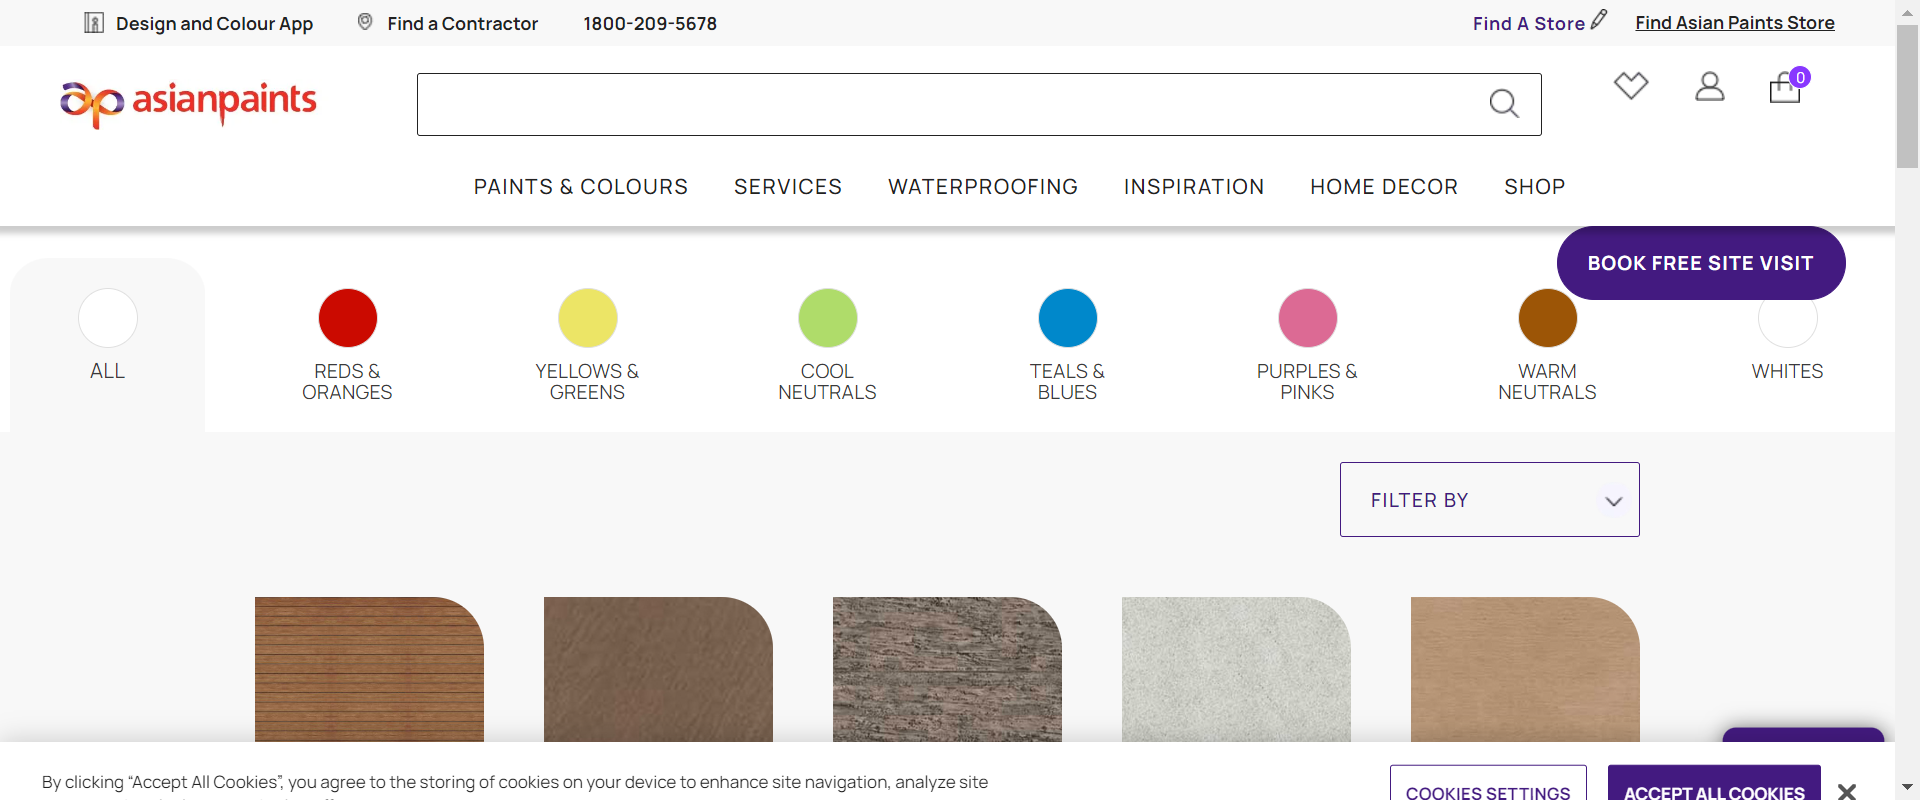 Design and Colour App
Find a Contractor
1800-209-5678
Find A Store
Find Asian Paints Store
asianpaints
0
PAINTS & COLOURS
SERVICES
WATERPROOFING
INSPIRATION
HOME DECOR
SHOP
BOOK FREE SITE VISIT
ALL
REDS &
ORANGES
YELLOWS &
GREENS
COOL
NEUTRALS
TEALS &
BLUES
PURPLES &
PINKS
WARM
NEUTRALS
WHITES
FILTER BY
By clicking “Accept All Cookies”, you agree to the storing of cookies on your device to enhance site navigation, analyze site
COOKIES SETTINGS
ACCEPT ALL COOKIES